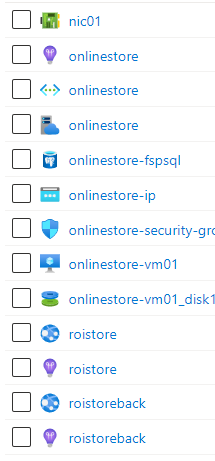 nic01
onlinestore
onlinestore
onlinestore
onlinestore-fspsql
onlinestore-ip
onlinestore-security-gro
onlinestore-vm01
onlinestore-vm01_disk1
roistore
roistore
roistoreback
roistoreback